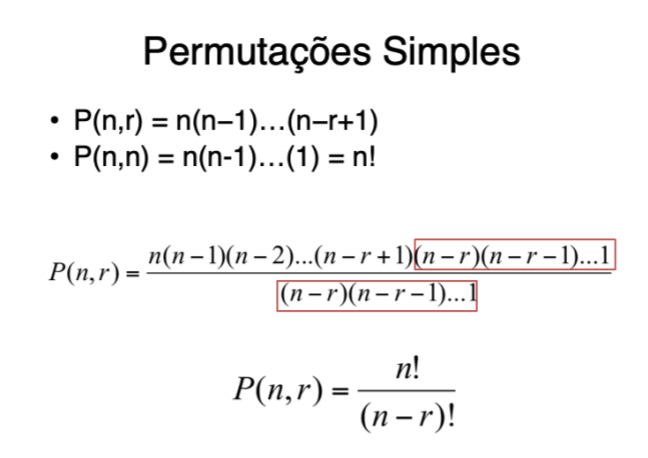 Permutações Simples
• P(n,r) = n(n−1)…(n−r+1)
• P(n,n) = n(n-1)…(1) = n!
P(n,r) = n(n−1)(n−2)...(n−r+1)(n−r)(n−r−1)...1
(n−r)(n−r−1)...1
P(n,r) = n!
(n−r)!